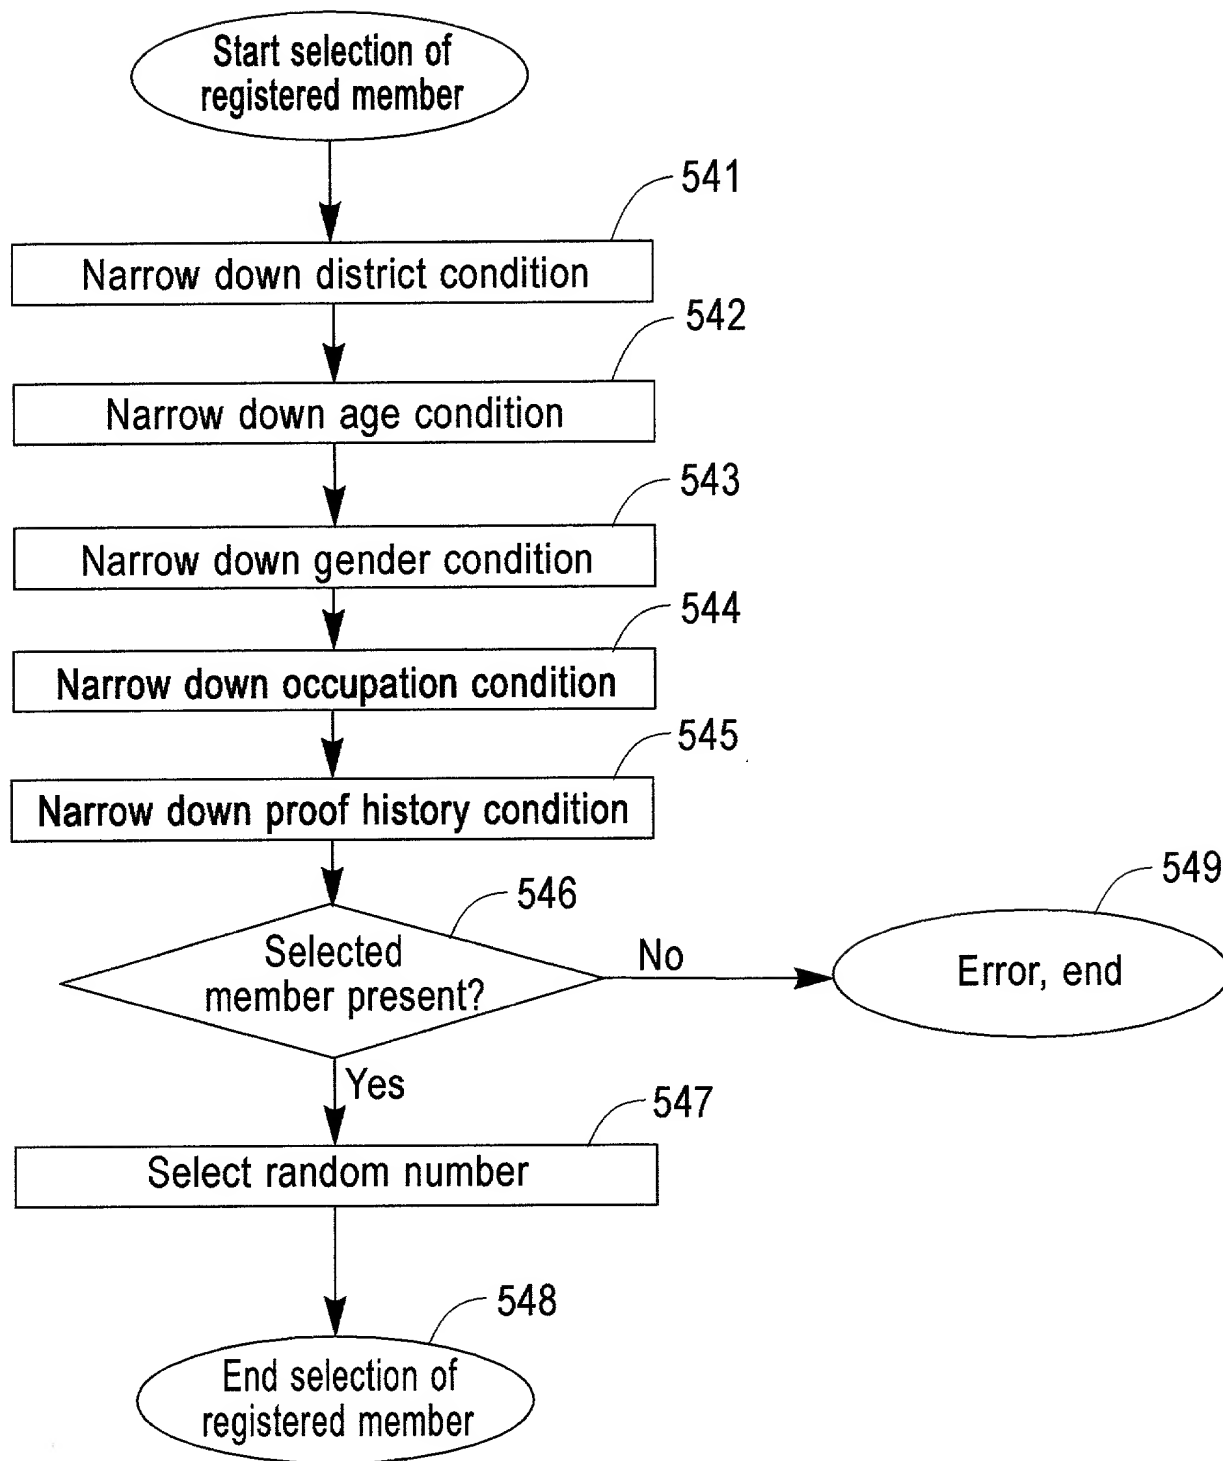 Start selection of
registered member
541
Narrow down district condition
542
Narrow down age condition
543
Narrow down gender condition
544
Narrow down occupation condition
545
Narrow down proof history condition
546
549
Selected
member present?
No
Error, end
Yes
547
Select random number
548
End selection of
registered member